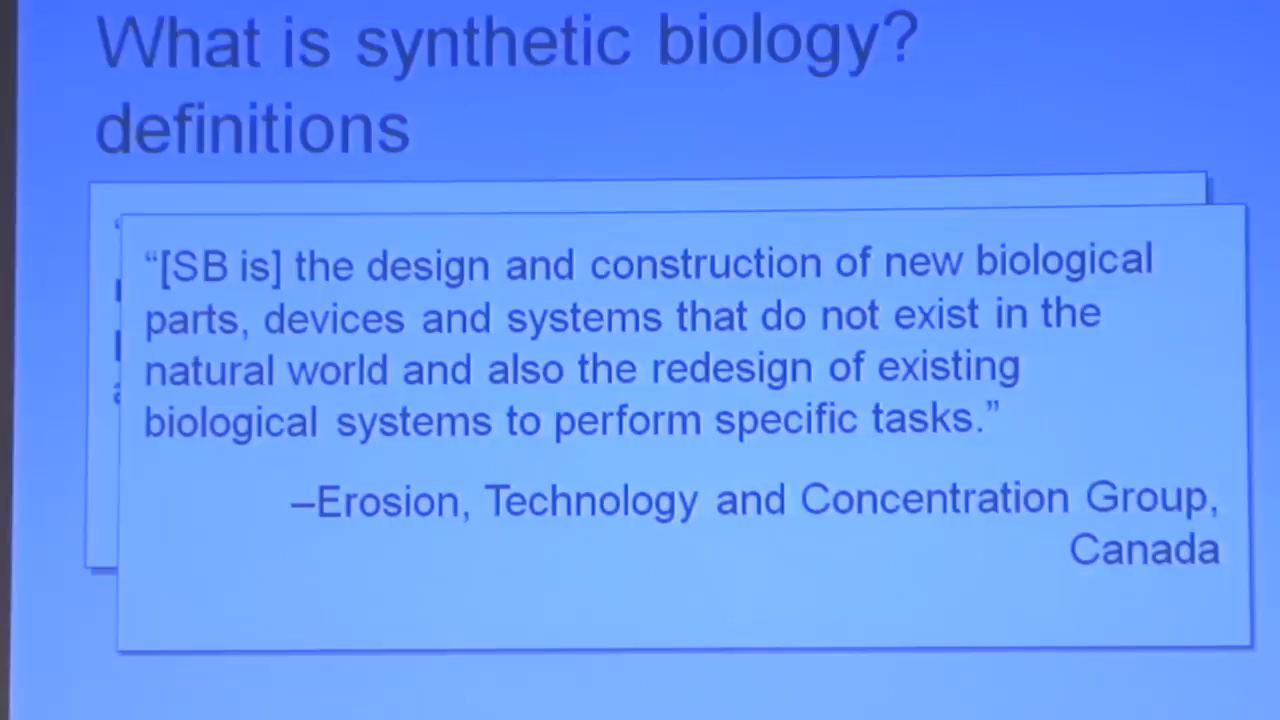 What is synthetic biology?
definitions
“[SB is] the design and construction of new biological
parts, devices and systems that do not exist in the
natural world and also the redesign of existing
biological systems to perform specific tasks.”
–Erosion, Technology and Concentration Group,
Canada